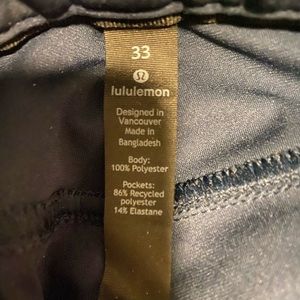 33
lululemon
Designed in
Vancouver
Made in
Bangladesh
Body:
100% Polyester
Pockets:
86% Recycled
polyester
14% Elastane